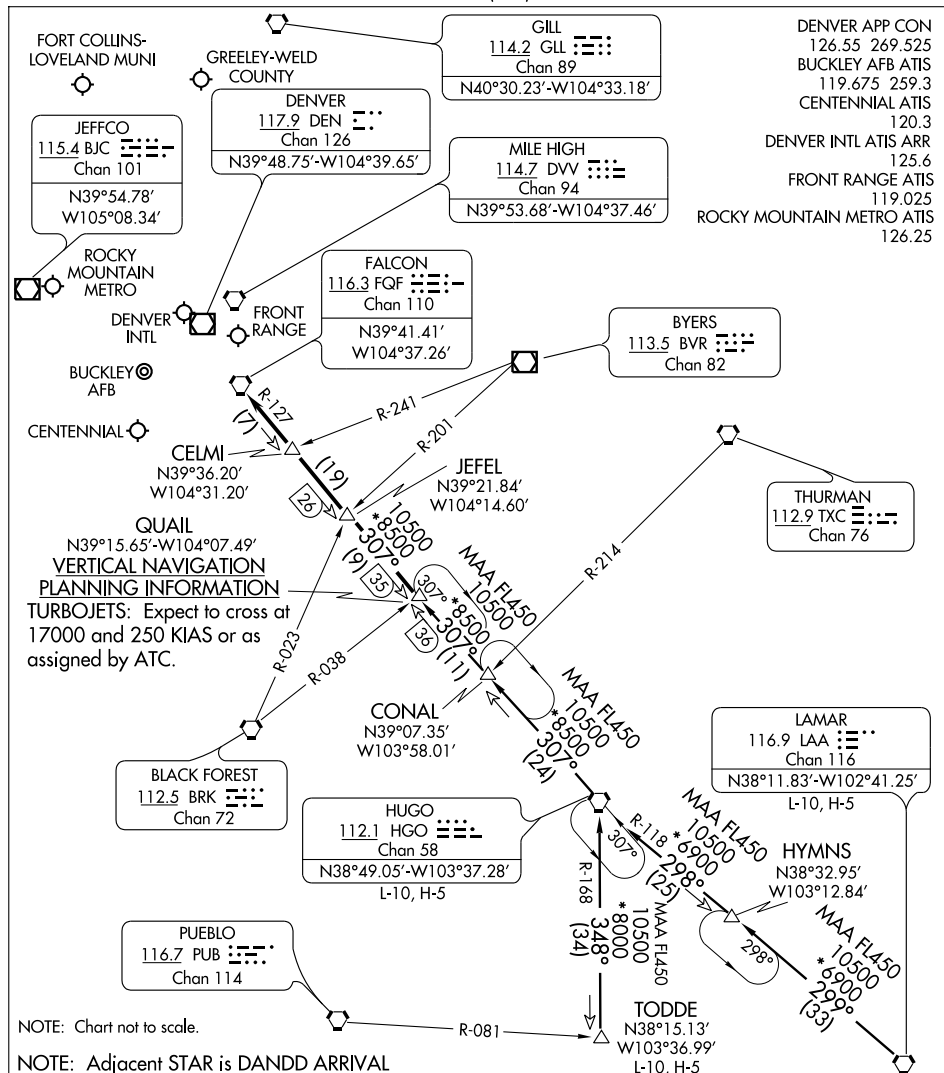 GILL
114.2 GLL
Chan 89
N40°30.23′-W104°33.18′
DENVER APP CON
126.55 269.525
BUCKLEY AFB ATIS
119.675 259.3
CENTENNIAL ATIS
120.3
DENVER INTL ATIS ARR
125.6
FRONT RANGE ATIS
119.025
ROCKY MOUNTAIN METRO ATIS
126.25
FORT COLLINS-
LOVELAND MUNI
GREELEY-WELD
COUNTY
DENVER
117.9 DEN
Chan 126
N39°48.75′-W104°39.65′
JEFFCO
115.4 BJC
Chan 101
N39°54.78′
W105°08.34′
MILE HIGH
114.7 DVV
Chan 94
N39°53.68′-W104°37.46′
ROCKY
MOUNTAIN
METRO
FALCON
116.3 FQF
Chan 110
N39°41.41′
W104°37.26′
DENVER
INTL
FRONT
RANGE
BYERS
113.5 BVR
Chan 82
BUCKLEY
AFB
CENTENNIAL
R-127
(7)
R-241
R-201
CELMI
N39°36.20′
W104°31.20′
(19)
JEFEL
N39°21.84′
W104°14.60′
26
THURMAN
112.9 TXC
Chan 76
R-214
QUAIL
N39°15.65′-W104°07.49′
VERTICAL NAVIGATION
PLANNING INFORMATION
TURBOJETS: Expect to cross at
17000 and 250 KIAS or as
assigned by ATC.
10500
*8500
307°
(9)
35
307°
36
MAA FL450
10500
*8500
307°
(11)
R-023
R-038
CONAL
N39°07.35′
W103°58.01′
MAA FL450
10500
*8500
307°
(24)
BLACK FOREST
112.5 BRK
Chan 72
LAMAR
116.9 LAA
Chan 116
N38°11.83′-W102°41.25′
L-10, H-5
HUGO
112.1 HGO
Chan 58
N38°49.05′-W103°37.28′
L-10, H-5
307°
R-118
MAA FL450
10500
*6900
298°
(25)
HYMNS
N38°32.95′
W103°12.84′
298°
MAA FL450
10500
*6900
299°
(33)
R-168
MAA FL450
10500
*8000
348°
(34)
PUEBLO
116.7 PUB
Chan 114
R-081
TODDE
N38°15.13′
W103°36.99′
L-10, H-5
NOTE: Chart not to scale.
NOTE: Adjacent STAR is DANDD ARRIVAL